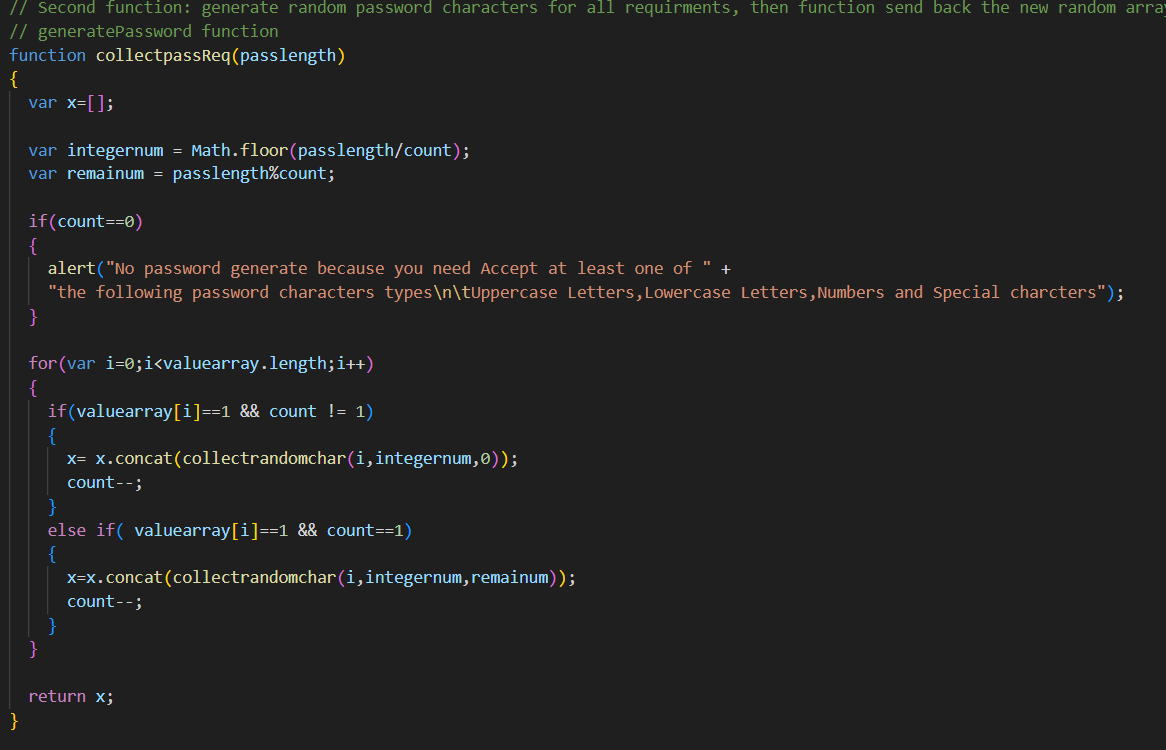 // Second function: generate random password characters for all requirments, then function send back the new random array
// generatePassword function
function collectpassReq(passlength)
{
var x=[];
var integernum = Math.floor(passlength/count);
var remainum = passlength%count;
if(count==0)
{
alert("No password generate because you need Accept at least one of " +
"the following password characters types\n\tUppercase Letters,Lowercase Letters,Numbers and Special charcters");
}
for(var i=0;i<valuearray.length;i++)
{
if(valuearray[i]==1 && count != 1)
{
x= x.concat(collectrandomchar(i,integernum,0));
count--;
}
else if( valuearray[i]==1 && count==1)
{
x=x.concat(collectrandomchar(i,integernum,remainum));
count--;
}
}
return x;
}